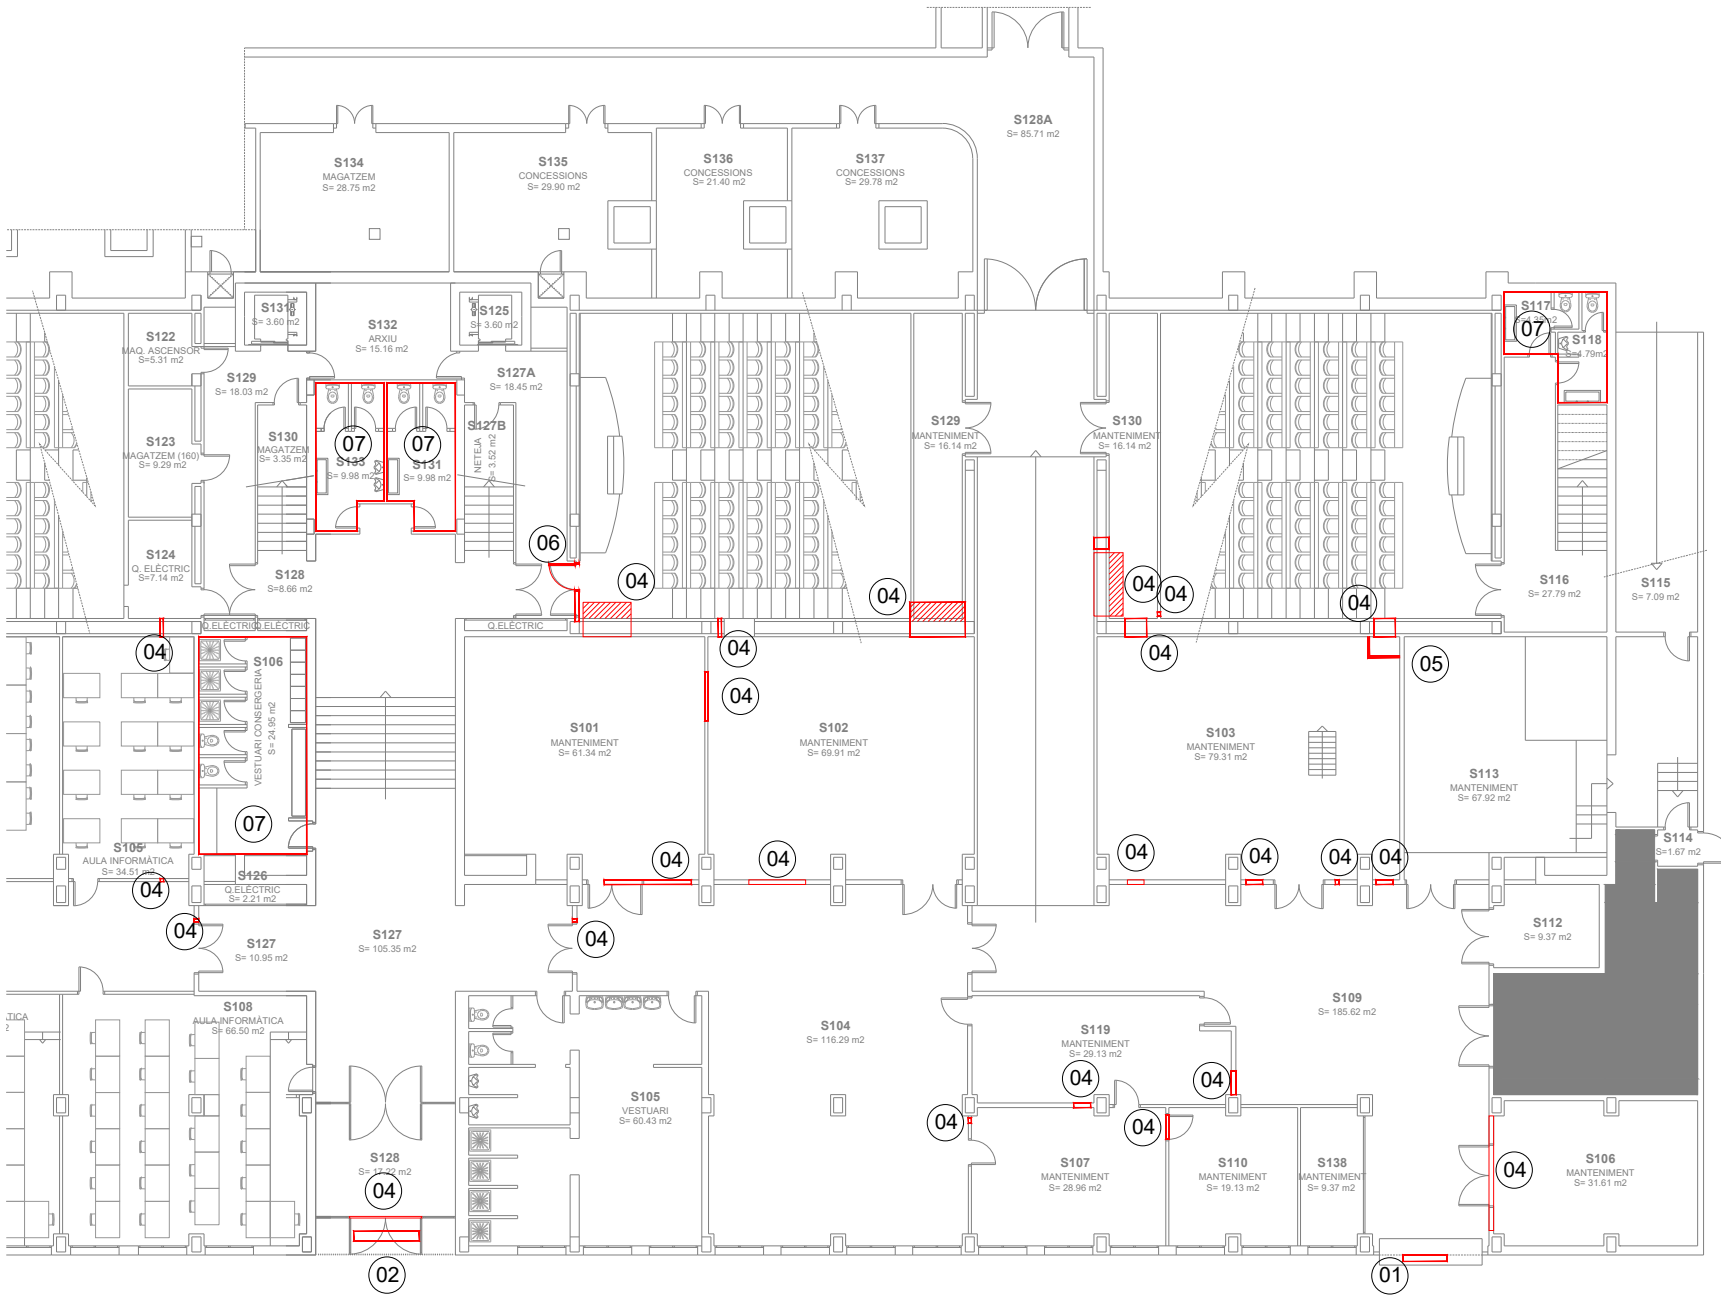 S128A
S= 85.71 m2
S134
MAGATZEM
S= 28.75 m2
S135
CONCESSIONS
S= 29.90 m2
S136
CONCESSIONS
S= 21.40 m2
S137
CONCESSIONS
S= 29.78 m2
S131
S= 3.60 m2
S132
ARXIU
S= 15.16 m2
S125
S= 3.60 m2
S117
S=4.35m2
07
S118
S=4.79m2
S122
MAQ. ASCENSOR
S=5.31 m2
S129
S= 18.03 m2
S127A
S= 18.45 m2
S123
MAGATZEM (160)
S= 9.29 m2
S130
MAGATZEM
S= 3.35 m2
07
S133
S= 9.98 m2
07
S131
S= 9.98 m2
S127B
NETEJA
S= 3.52 m2
S129
MANTENIMENT
S= 16.14 m2
S130
MANTENIMENT
S= 16.14 m2
S124
Q. ELÈCTRIC
S=7.14 m2
S128
S=8.66 m2
06
04
04
04
04
04
S116
S= 27.79 m2
S115
S= 7.09 m2
Q.ELÈCTRIC
Q.ELÈCTRIC
Q.ELÈCTRIC
04
04
04
05
S106
VESTUARI CONSERGERIA
S= 24.95 m2
07
04
S101
MANTENIMENT
S= 61.34 m2
S102
MANTENIMENT
S= 69.91 m2
S103
MANTENIMENT
S= 79.31 m2
S113
MANTENIMENT
S= 67.92 m2
S114
S=1.67 m2
S105
AULA INFORMÀTICA
S= 34.51 m2
04
S126
Q.ELÈCTRIC
S= 2.21 m2
04
04
04
04
04
04
04
04
S127
S= 10.95 m2
S127
S= 105.35 m2
S112
S= 9.37 m2
S108
AULA INFORMÀTICA
S= 66.50 m2
S104
S= 116.29 m2
S119
MANTENIMENT
S= 29.13 m2
S109
S= 185.62 m2
04
04
S105
VESTUARI
S= 60.43 m2
04
04
S128
S= 17.22 m2
04
S107
MANTENIMENT
S= 28.96 m2
S110
MANTENIMENT
S= 19.13 m2
S138
MANTENIMENT
S= 9.37 m2
04
S106
MANTENIMENT
S= 31.61 m2
02
01